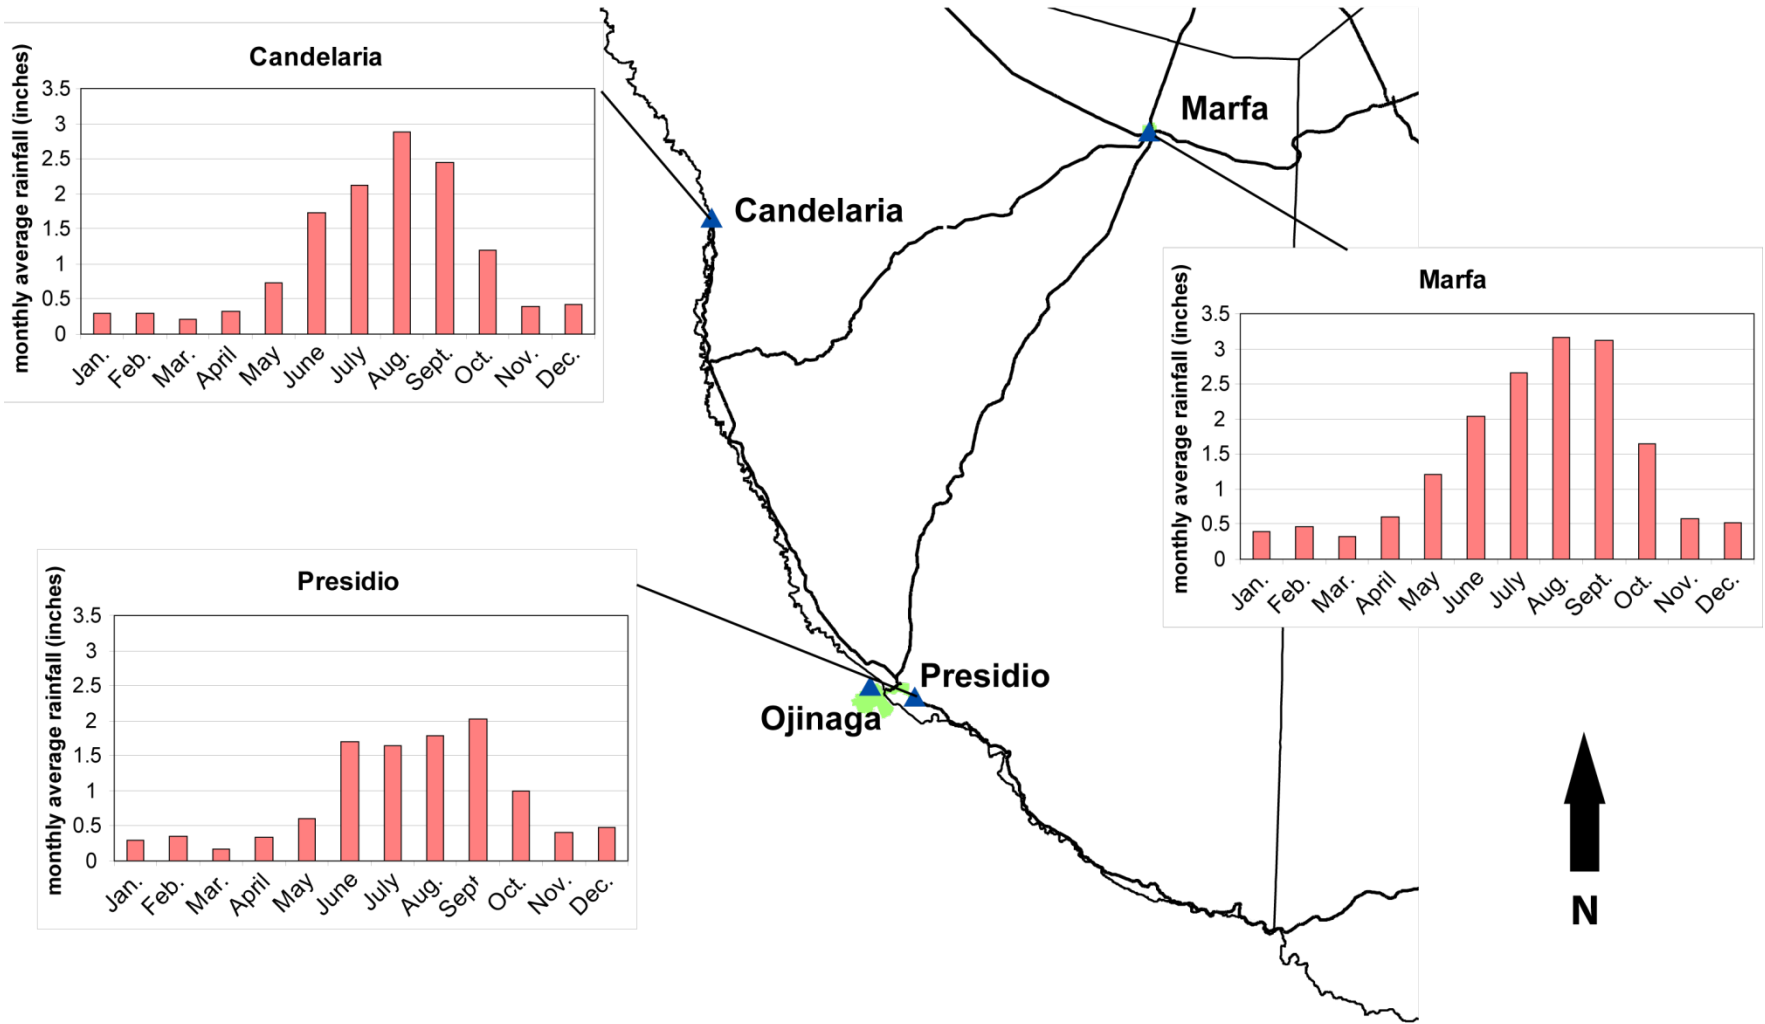 Candelaria
monthly average rainfall (inches)
3.5
3
2.5
2
1.5
1
0.5
0
Jan. Feb. Mar. April May June July Aug. Sept. Oct. Nov. Dec.
Marfa
Candelaria
Marfa
monthly average rainfall (inches)
3.5
3
2.5
2
1.5
1
0.5
0
Jan. Feb. Mar. April May June July Aug. Sept. Oct. Nov. Dec.
Presidio
monthly average rainfall (inches)
3.5
3
2.5
2
1.5
1
0.5
0
Jan. Feb. Mar. April May June July Aug. Sept Oct. Nov. Dec.
Presidio
Ojinaga
N